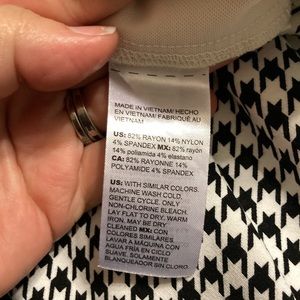 MADE IN VIETNAM/ HECHO
EN VIETNAM/ FABRIQUÉ AU
VIETNAM
US: 82% RAYON 14% NYLON
4% SPANDEX MX: 82% rayón
14% poliamida 4% elastano
CA: 82% RAYONNE 14%
POLYAMIDE 4% SPANDEX
US: WITH SIMILAR COLORS.
MACHINE WASH COLD.
GENTLE CYCLE. ONLY
NON-CHLORINE BLEACH.
LAY FLAT TO DRY. WARM
IRON. MAY BE DRY
CLEANED MX: CON
COLORES SIMILARES.
LAVAR A MÁQUINA CON
AGUA FRÍA EN CICLO
SUAVE. SOLAMENTE
BLANQUEADOR SIN CLORO.